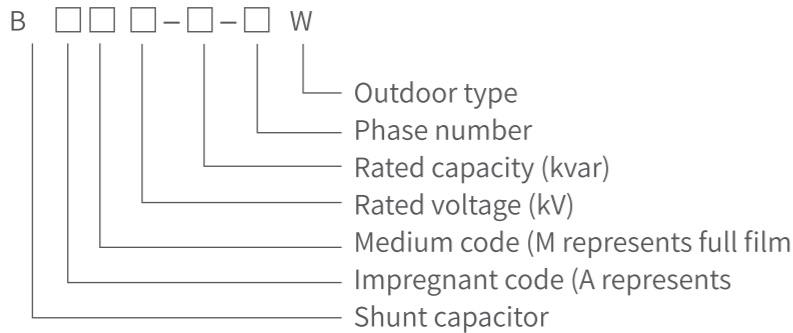 B □□ □–□–□ W
Outdoor type
Phase number
Rated capacity (kvar)
Rated voltage (kV)
Medium code (M represents full film
Impregnant code (A represents
Shunt capacitor